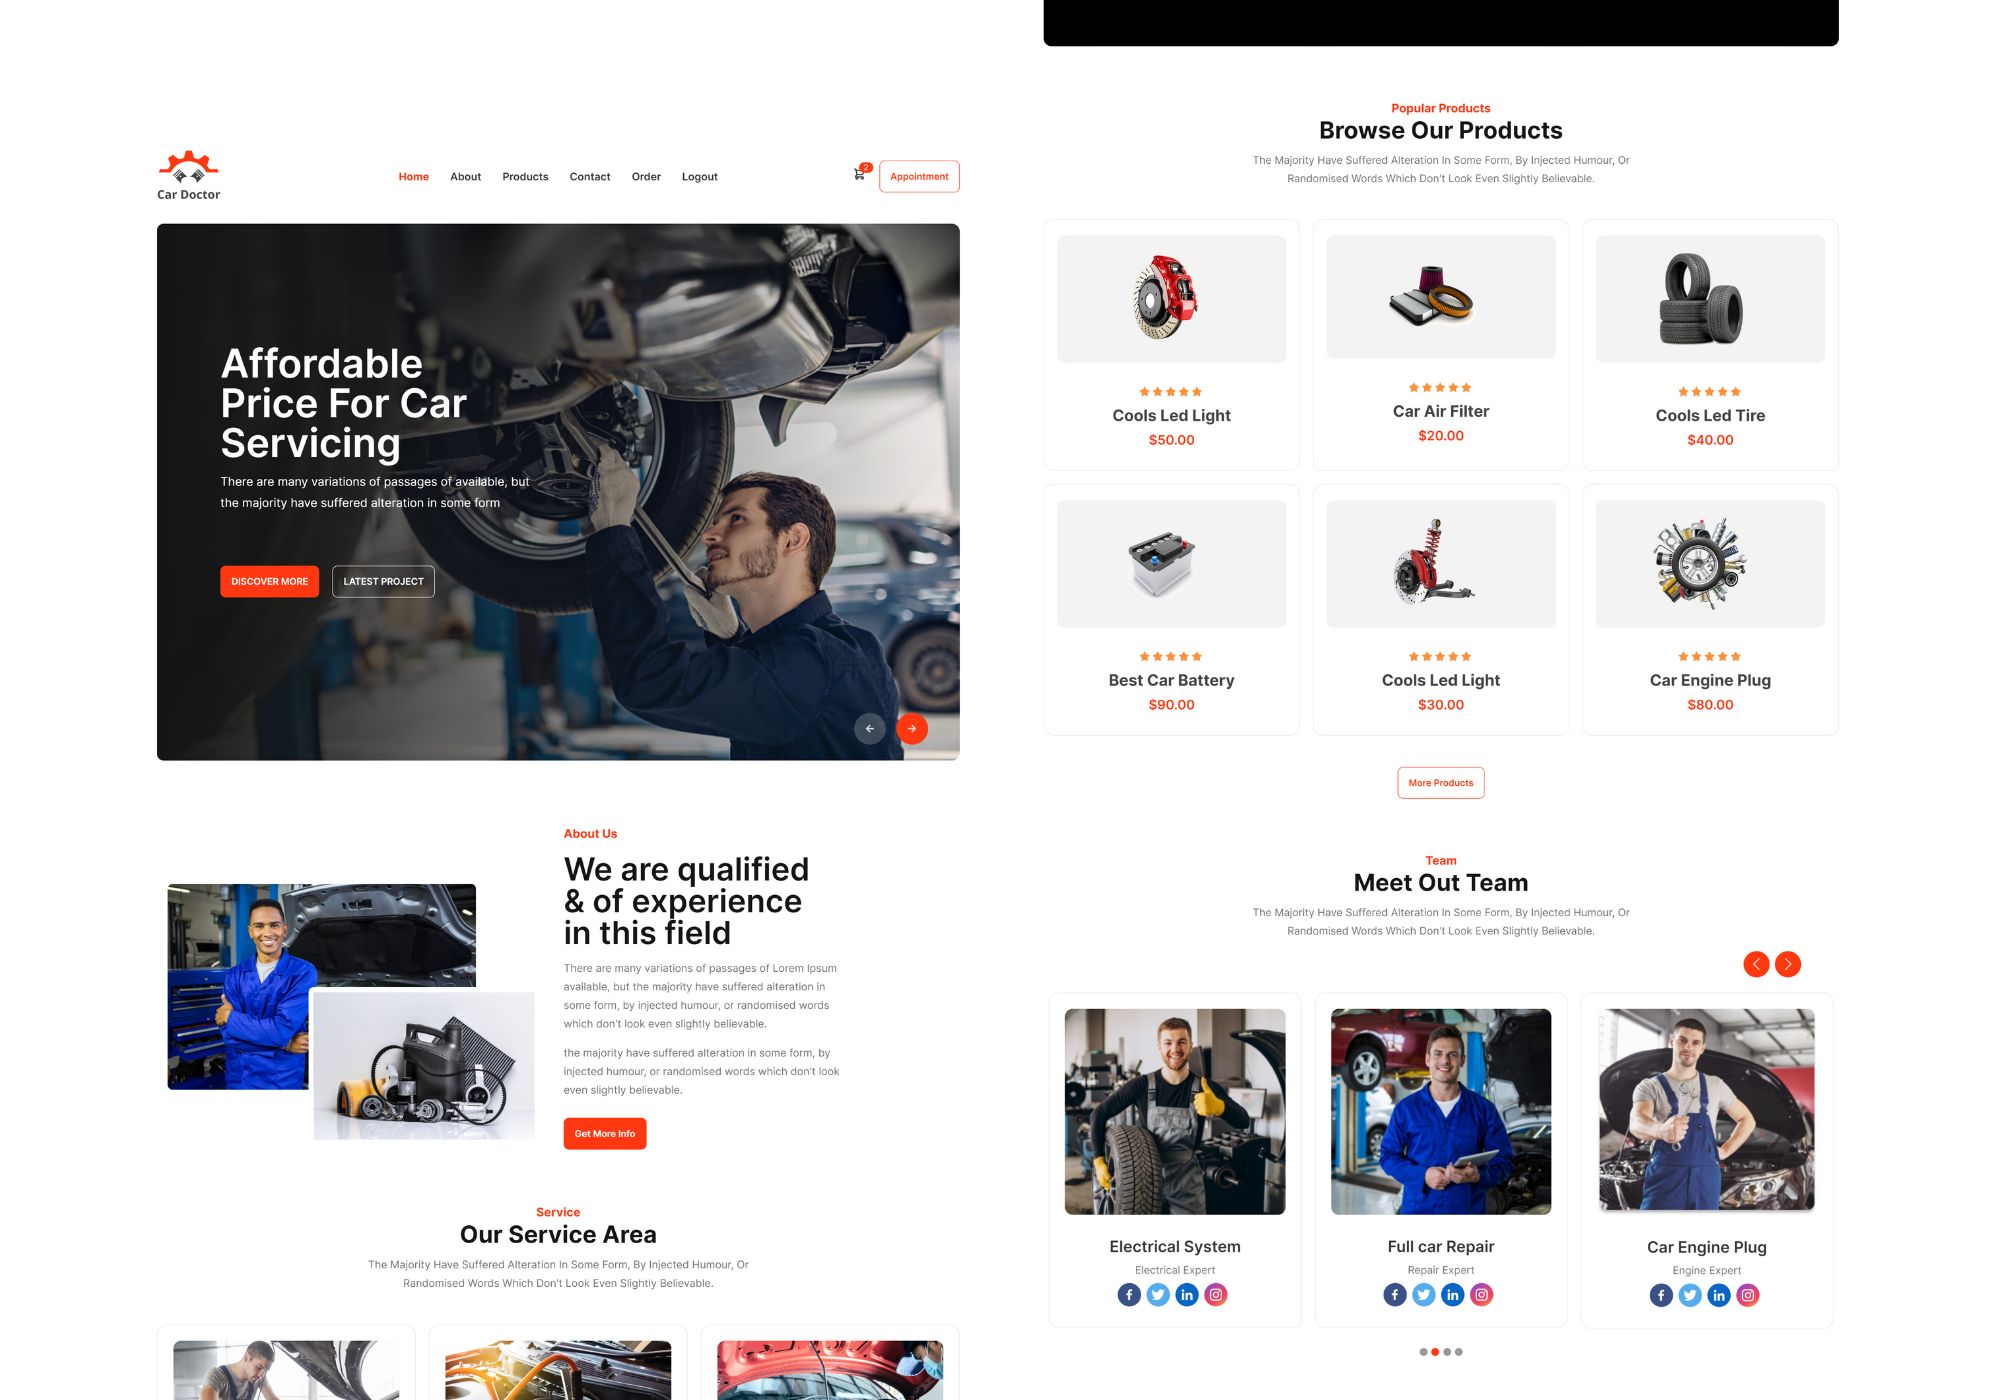 Car Doctor
Home
About
Products
Contact
Order
Logout
2
Appointment
Affordable
Price For Car
Servicing
There are many variations of passages of available, but
the majority have suffered alteration in some form
DISCOVER MORE
LATEST PROJECT
About Us
We are qualified
& of experience
in this field
There are many variations of passages of Lorem Ipsum
available, but the majority have suffered alteration in
some form, by injected humour, or randomised words
which don't look even slightly believable.
the majority have suffered alteration in some form, by
injected humour, or randomised words which don't look
even slightly believable.
Get More Info
Service
Our Service Area
The Majority Have Suffered Alteration In Some Form, By Injected Humour, Or
Randomised Words Which Don't Look Even Slightly Believable.
Popular Products
Browse Our Products
The Majority Have Suffered Alteration In Some Form, By Injected Humour, Or
Randomised Words Which Don't Look Even Slightly Believable.
Cools Led Light
$50.00
Car Air Filter
$20.00
Cools Led Tire
$40.00
Best Car Battery
$90.00
Cools Led Light
$30.00
Car Engine Plug
$80.00
More Products
Team
Meet Out Team
The Majority Have Suffered Alteration In Some Form, By Injected Humour, Or
Randomised Words Which Don't Look Even Slightly Believable.
Electrical System
Electrical Expert
Full car Repair
Repair Expert
Car Engine Plug
Engine Expert